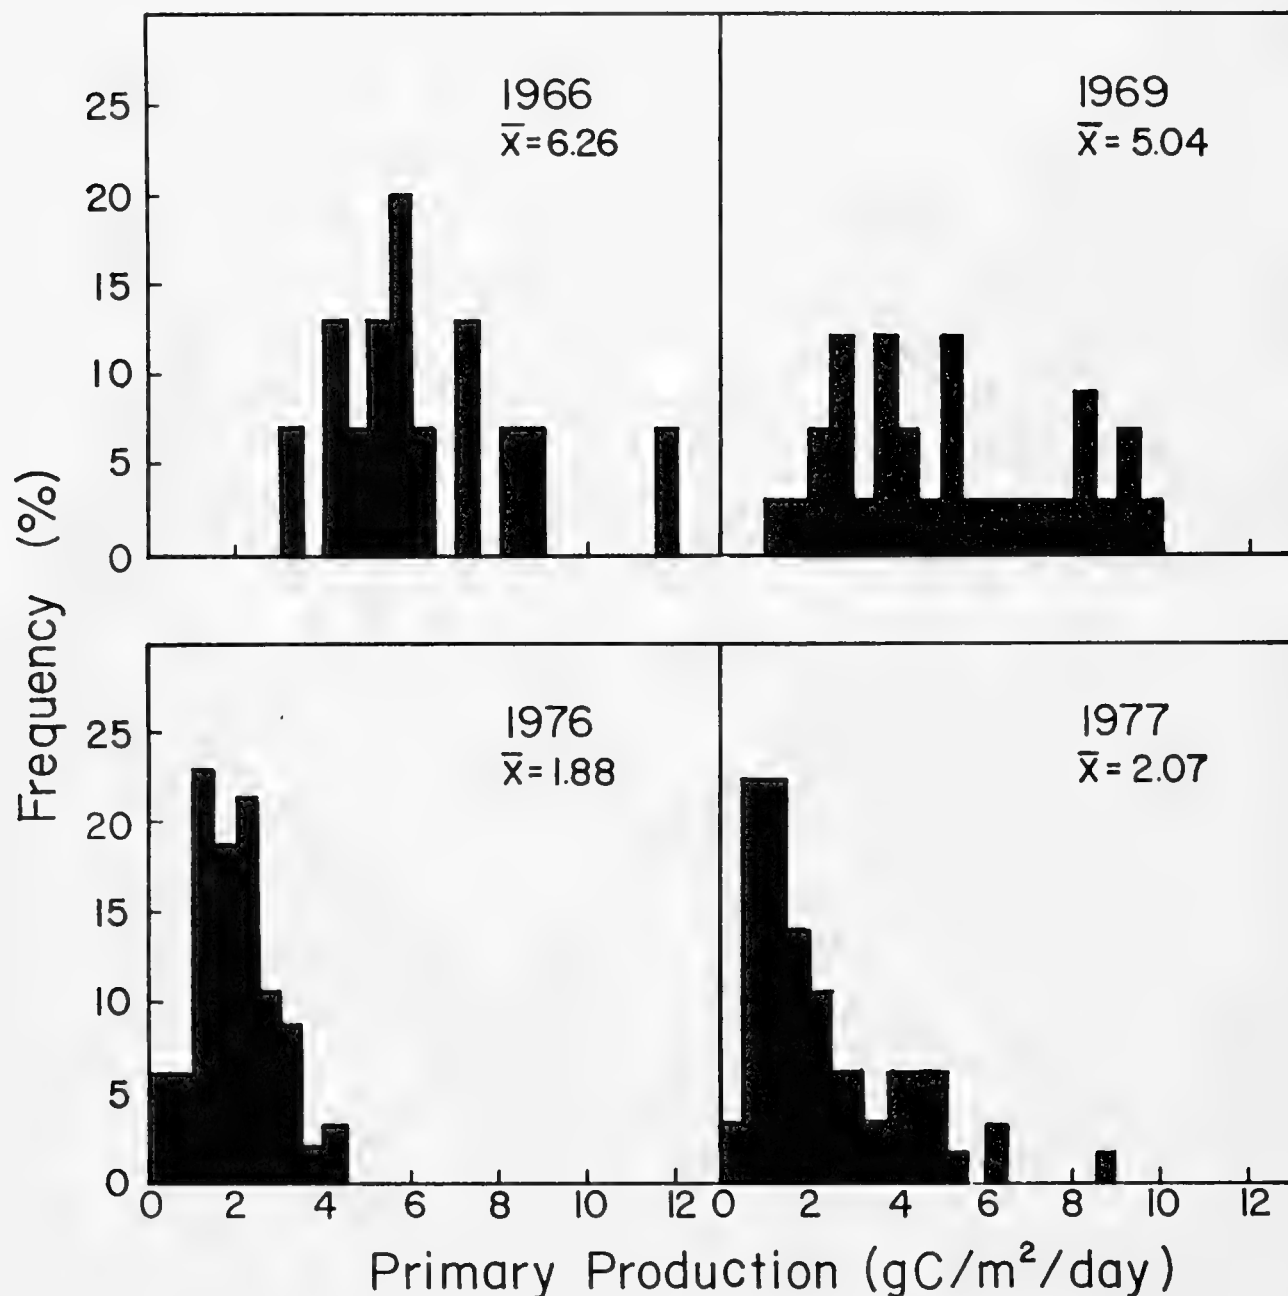 Frequency (%)
25
20
15
10
5
0
1966
x̄=6.26
1969
x̄=5.04
25
20
15
10
5
0
1976
x̄=1.88
1977
x̄=2.07
0 2 4 6 8 10 12 0 2 4 6 8 10 12
Primary Production (gC/m²/day)